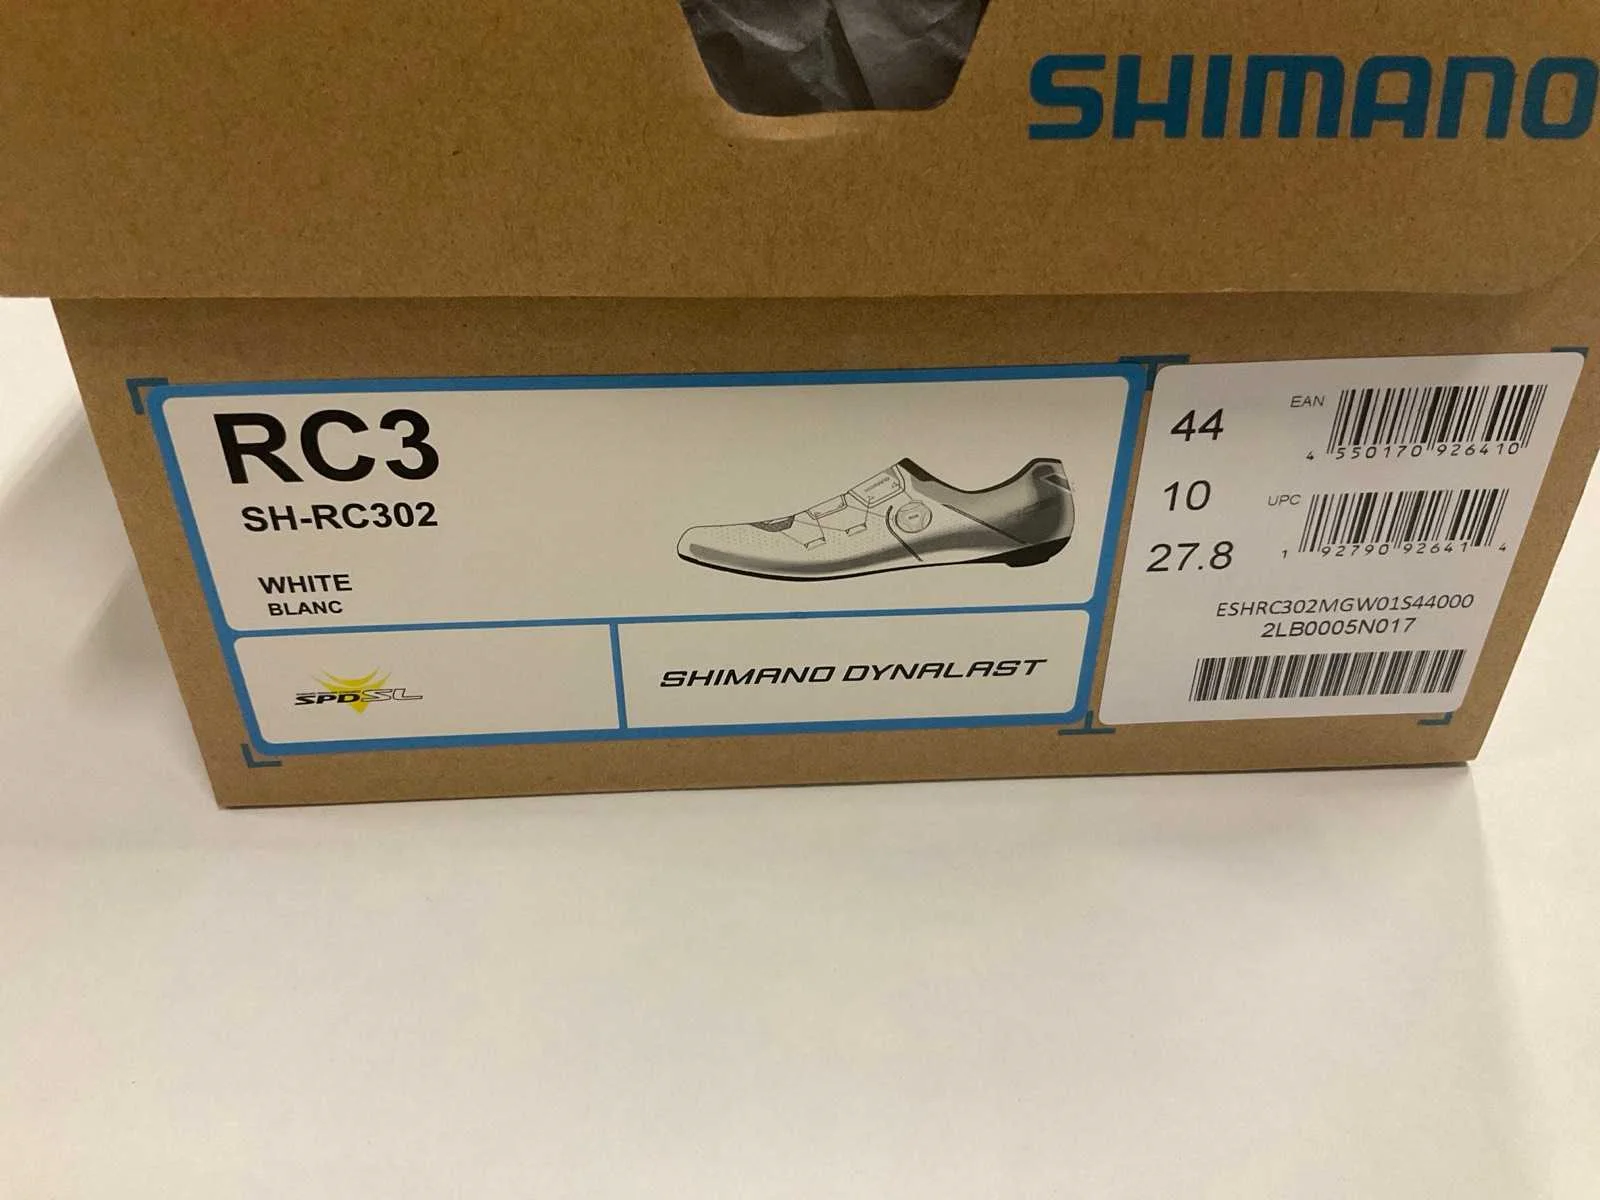 SHIMANO
RC3
SH-RC302
WHITE
BLANC
SPD-SL
SHIMANO DYNALAST
44
10
27.8
EAN
4 550170 926410
UPC
1 92790 92641 4
ESHRC302MGW01S44000
2LB0005N017